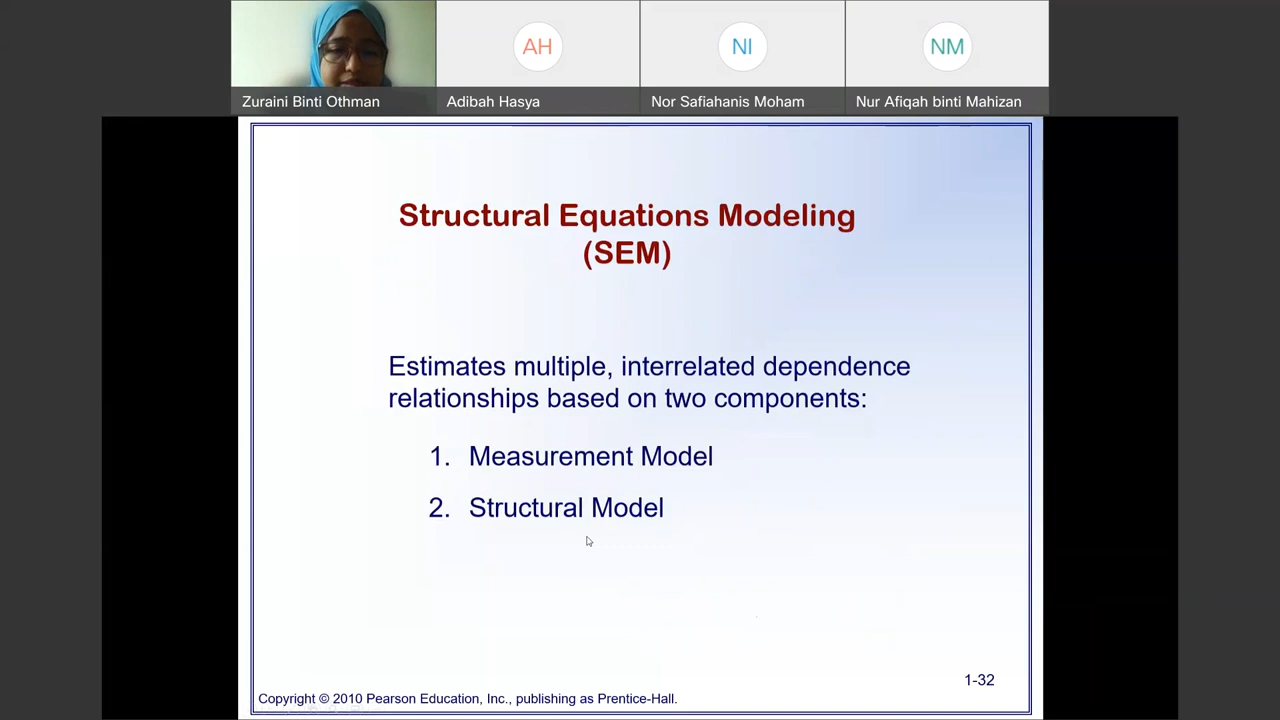 AH
NI
NM
Zuraini Binti Othman
Adibah Hasya
Nor Safiahanis Moham
Nur Afiqah binti Mahizan
Structural Equations Modeling
(SEM)
Estimates multiple, interrelated dependence
relationships based on two components:
1. Measurement Model
2. Structural Model
1-32
Copyright © 2010 Pearson Education, Inc., publishing as Prentice-Hall.